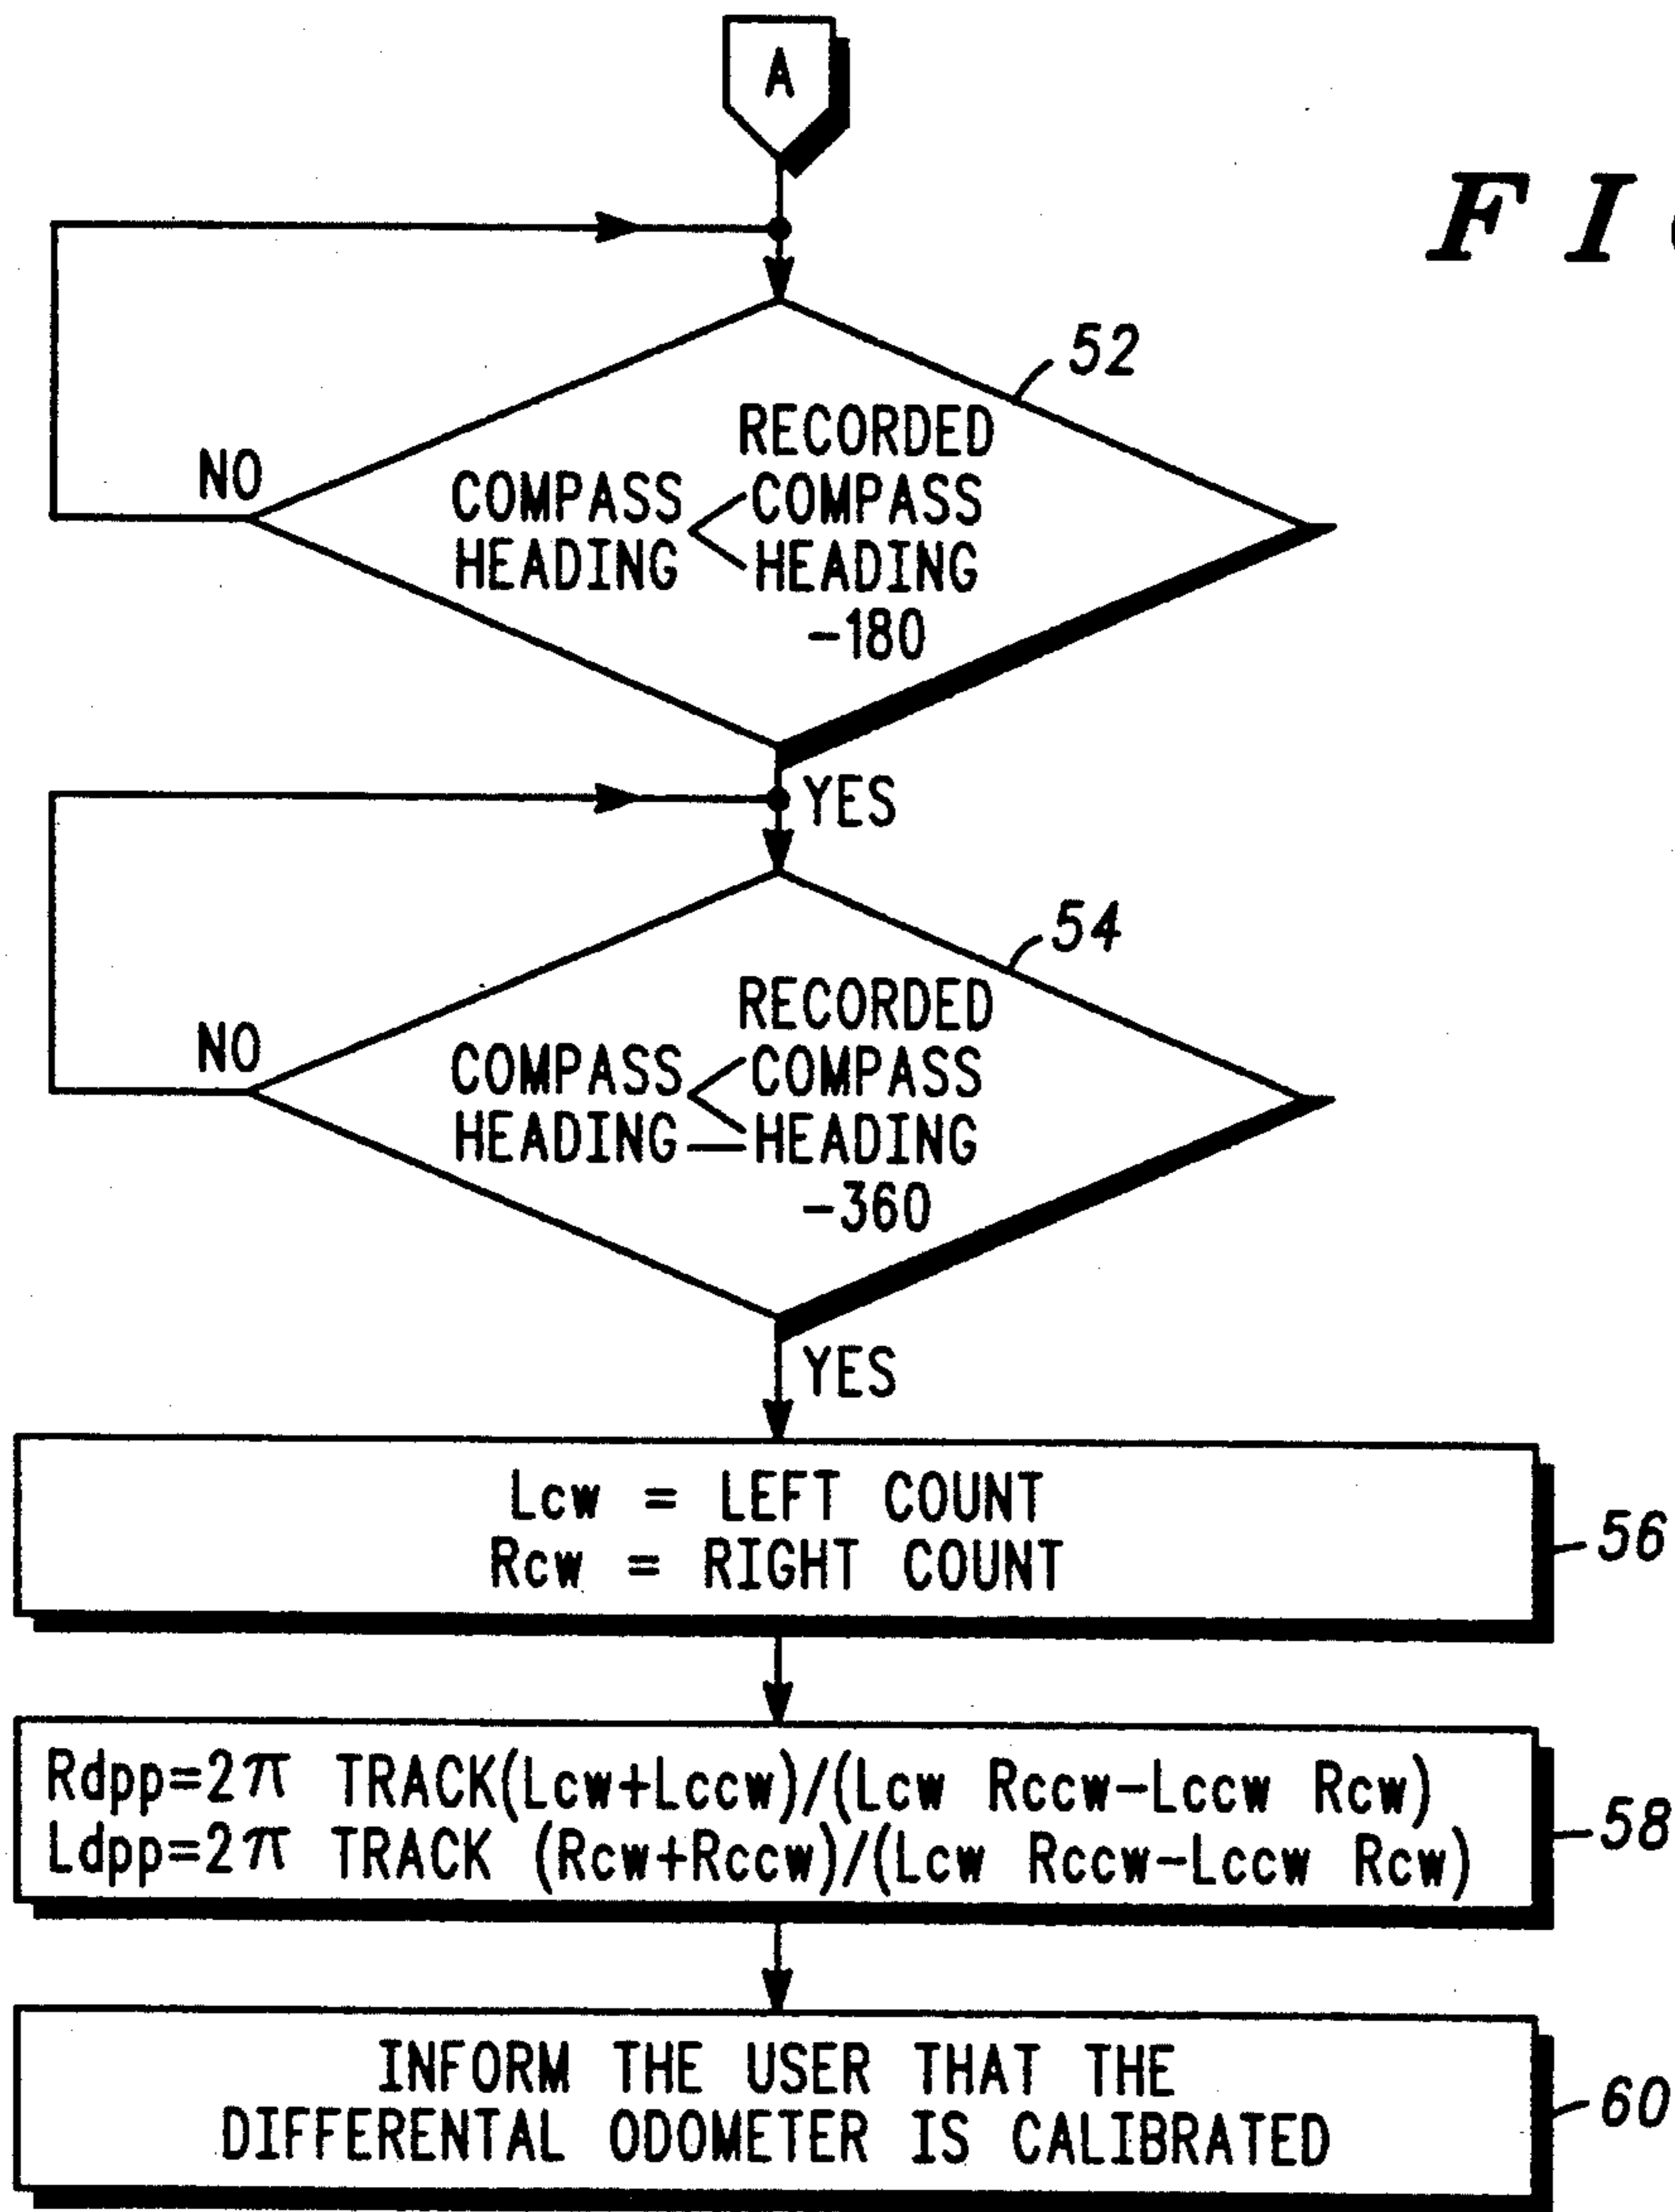 A
F I
52
RECORDED
COMPASS < COMPASS
HEADING HEADING
-180
NO
YES
54
RECORDED
COMPASS ≤ COMPASS
HEADING HEADING
-360
NO
YES
Lcw = LEFT COUNT
Rcw = RIGHT COUNT
56
Rdpp=2π TRACK(Lcw+Lccw)/(Lcw Rccw-Lccw Rcw)
Ldpp=2π TRACK (Rcw+Rccw)/(Lcw Rccw-Lccw Rcw)
58
INFORM THE USER THAT THE
DIFFERENTAL ODOMETER IS CALIBRATED
60